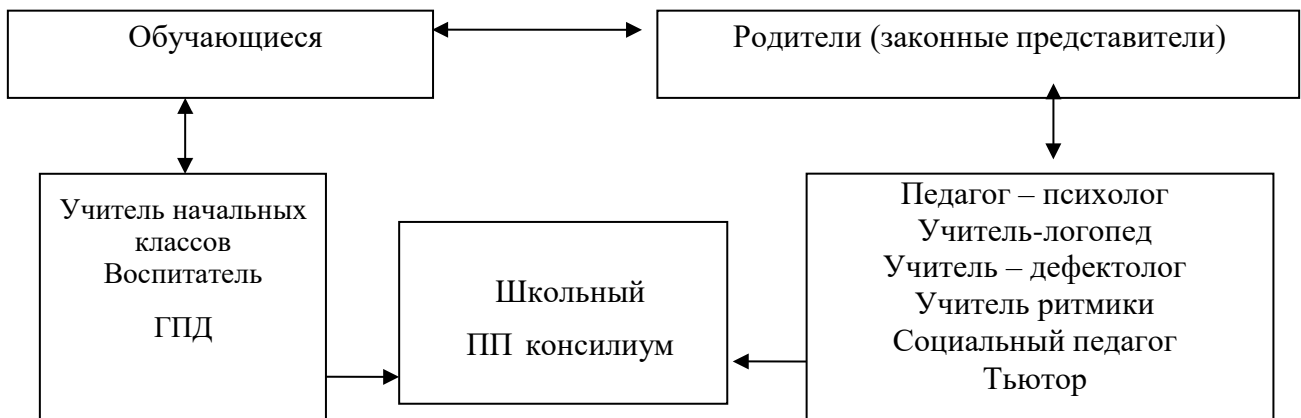 Обучающиеся
Родители (законные представители)
Учитель начальных
классов
Воспитатель
ГПД
Школьный
ПП консилиум
Педагог – психолог
Учитель-логопед
Учитель – дефектолог
Учитель ритмики
Социальный педагог
Тьютор